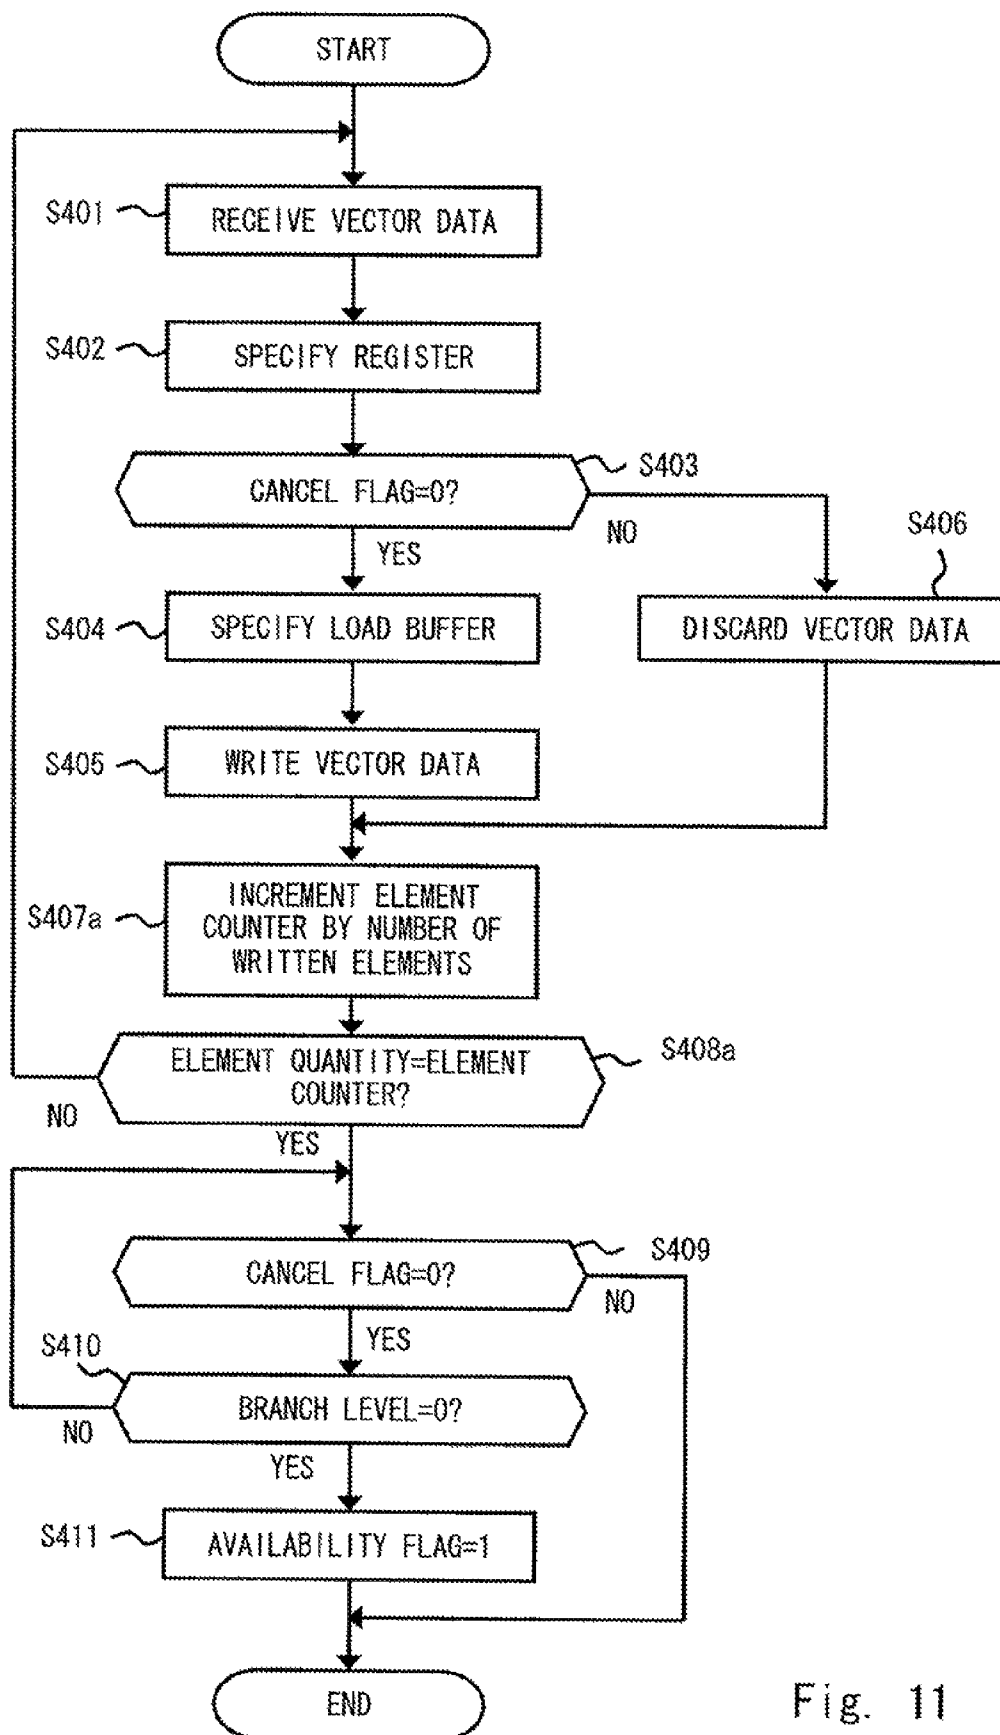 START
S401
RECEIVE VECTOR DATA
S402
SPECIFY REGISTER
S403
CANCEL FLAG=0?
NO
YES
S406
S404
SPECIFY LOAD BUFFER
DISCARD VECTOR DATA
S405
WRITE VECTOR DATA
S407a
INCREMENT ELEMENT
COUNTER BY NUMBER OF
WRITTEN ELEMENTS
S408a
ELEMENT QUANTITY=ELEMENT
COUNTER?
NO
YES
S409
CANCEL FLAG=0?
NO
YES
S410
BRANCH LEVEL=0?
NO
YES
S411
AVAILABILITY FLAG=1
END
Fig. 11